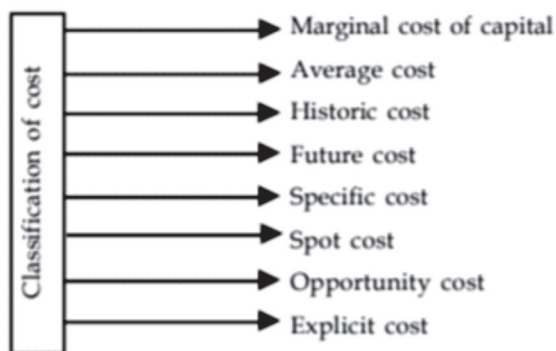 Classification of cost
Marginal cost of capital
Average cost
Historic cost
Future cost
Specific cost
Spot cost
Opportunity cost
Explicit cost